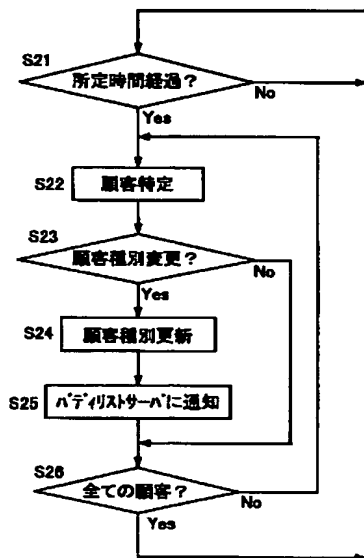 S21
所定時間経過？
No
Yes
S22
顧客特定
S23
顧客種別変更？
No
Yes
S24
顧客種別更新
S25
ﾊﾞﾃﾞｨﾘｽﾄｻｰﾊﾞに通知
S26
全ての顧客？
No
Yes